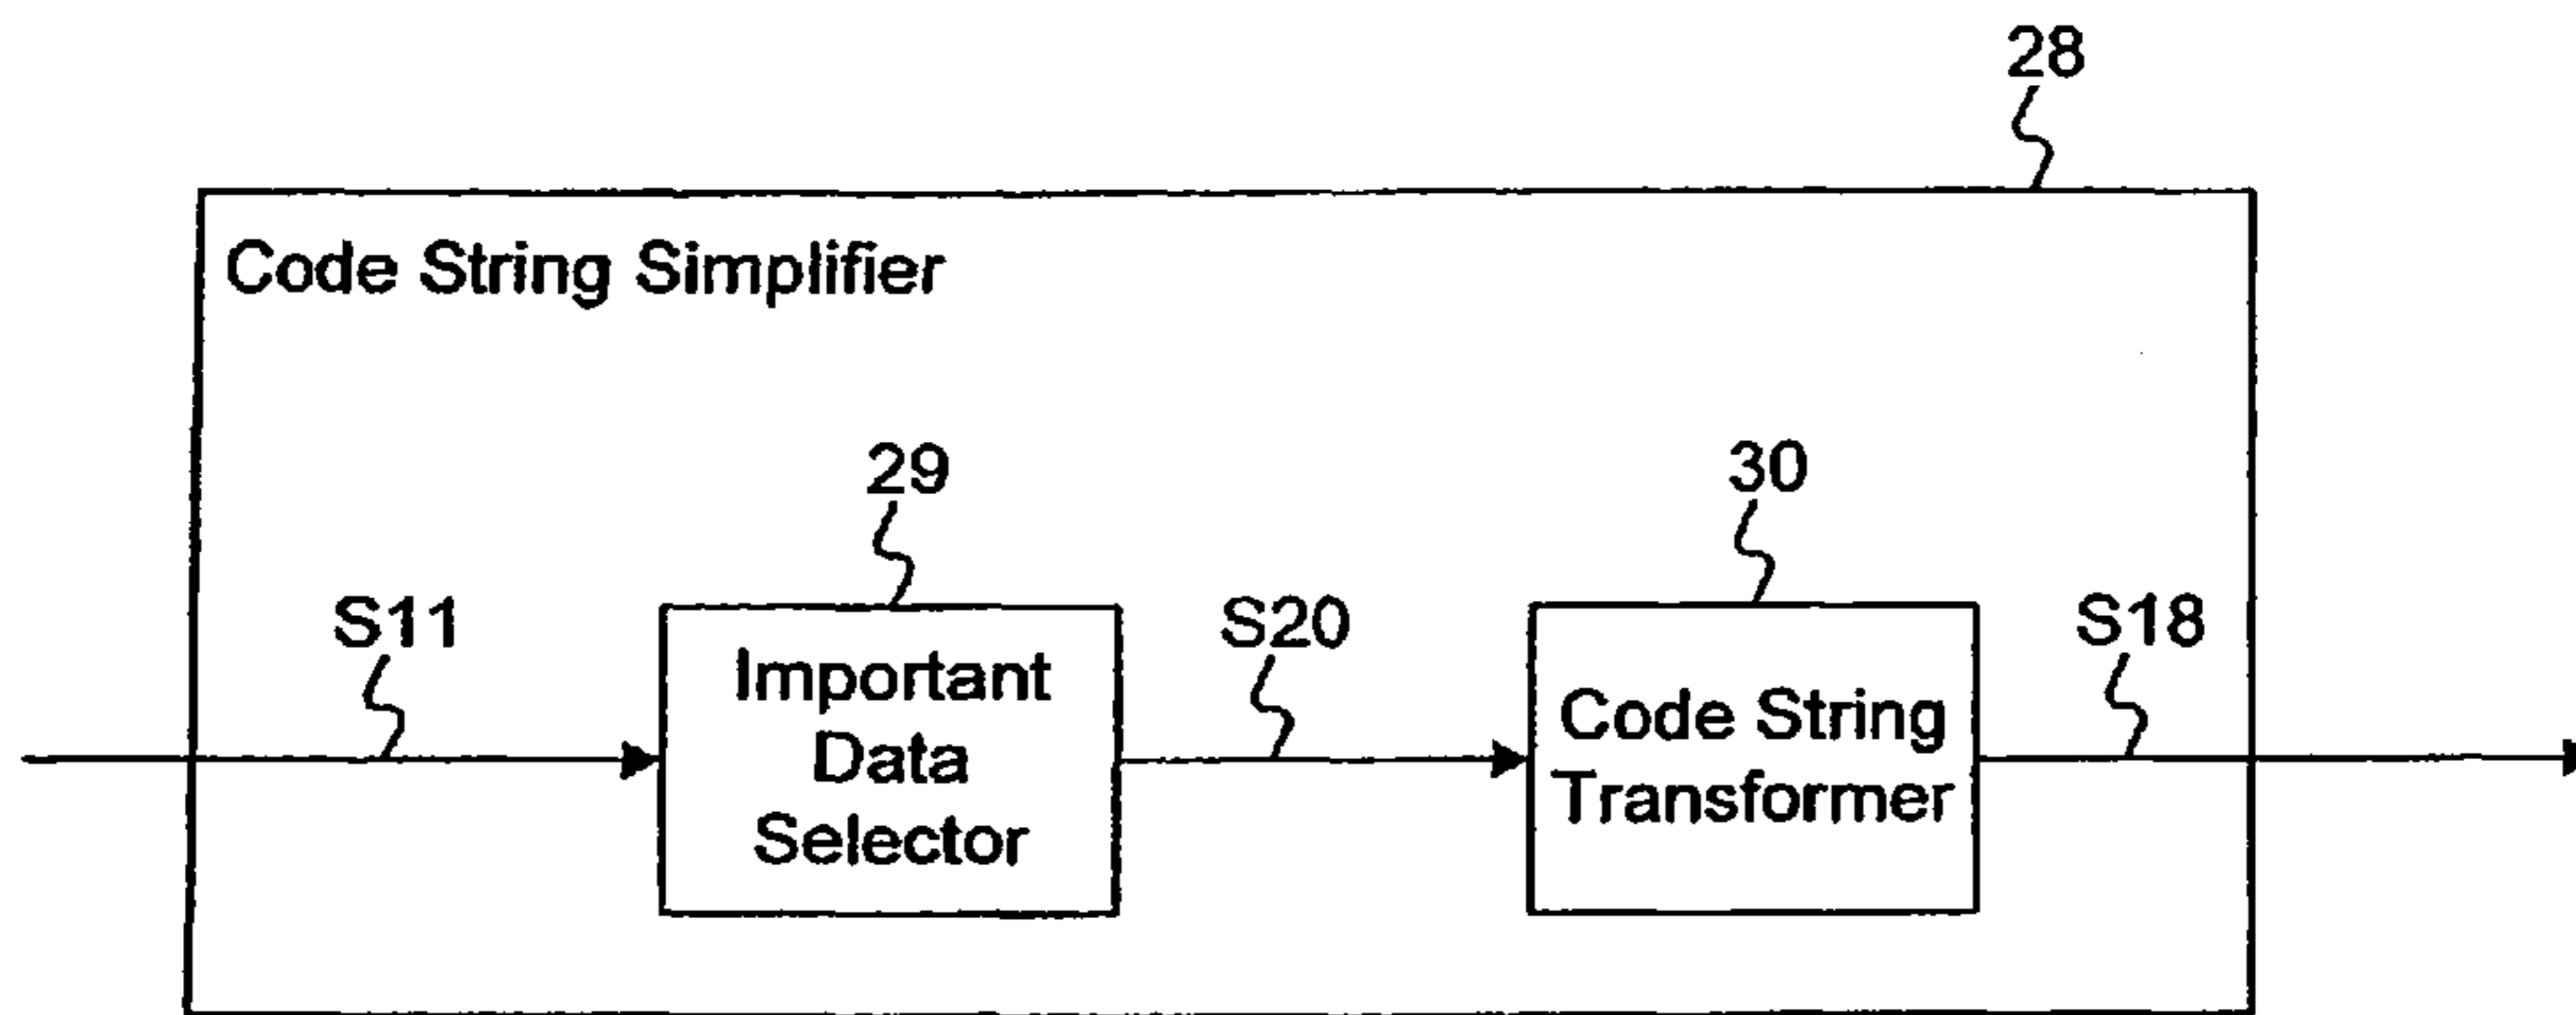 28
Code String Simplifier
29
30
S11
S20
S18
Important
Data
Selector
Code String
Transformer